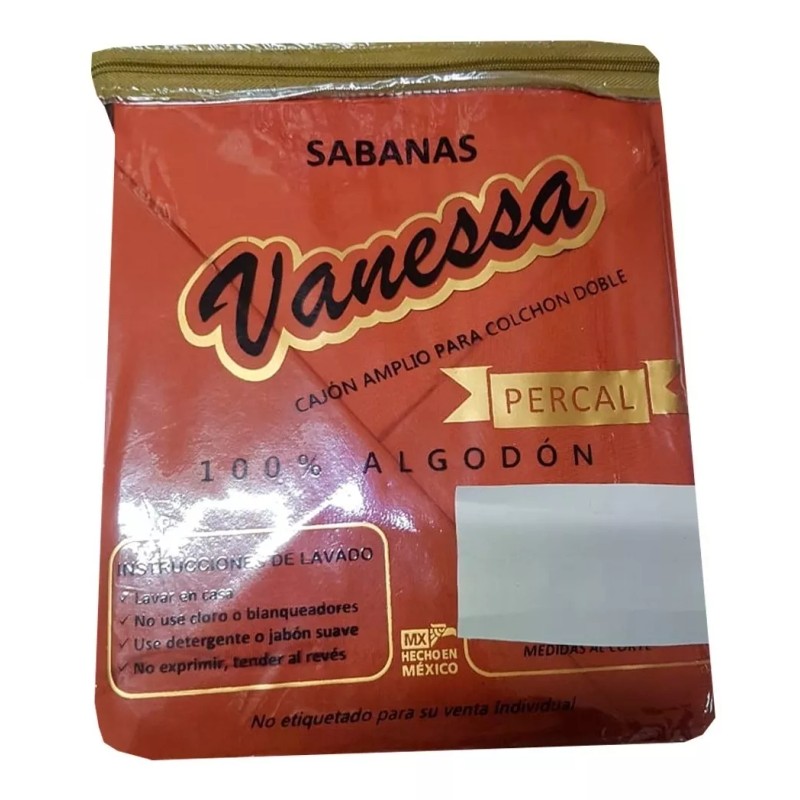 SABANAS
Vanessa
CAJÓN AMPLIO PARA COLCHON DOBLE
PERCAL
100% ALGODÓN
INSTRUCCIONES DE LAVADO
✓ Lavar en casa
✓ No use cloro o blanqueadores
✓ Use detergente o jabón suave
✓ No exprimir, tender al revés
MX
HECHO EN
MÉXICO
MEDIDAS AL CORTE
No etiquetado para su venta Individual